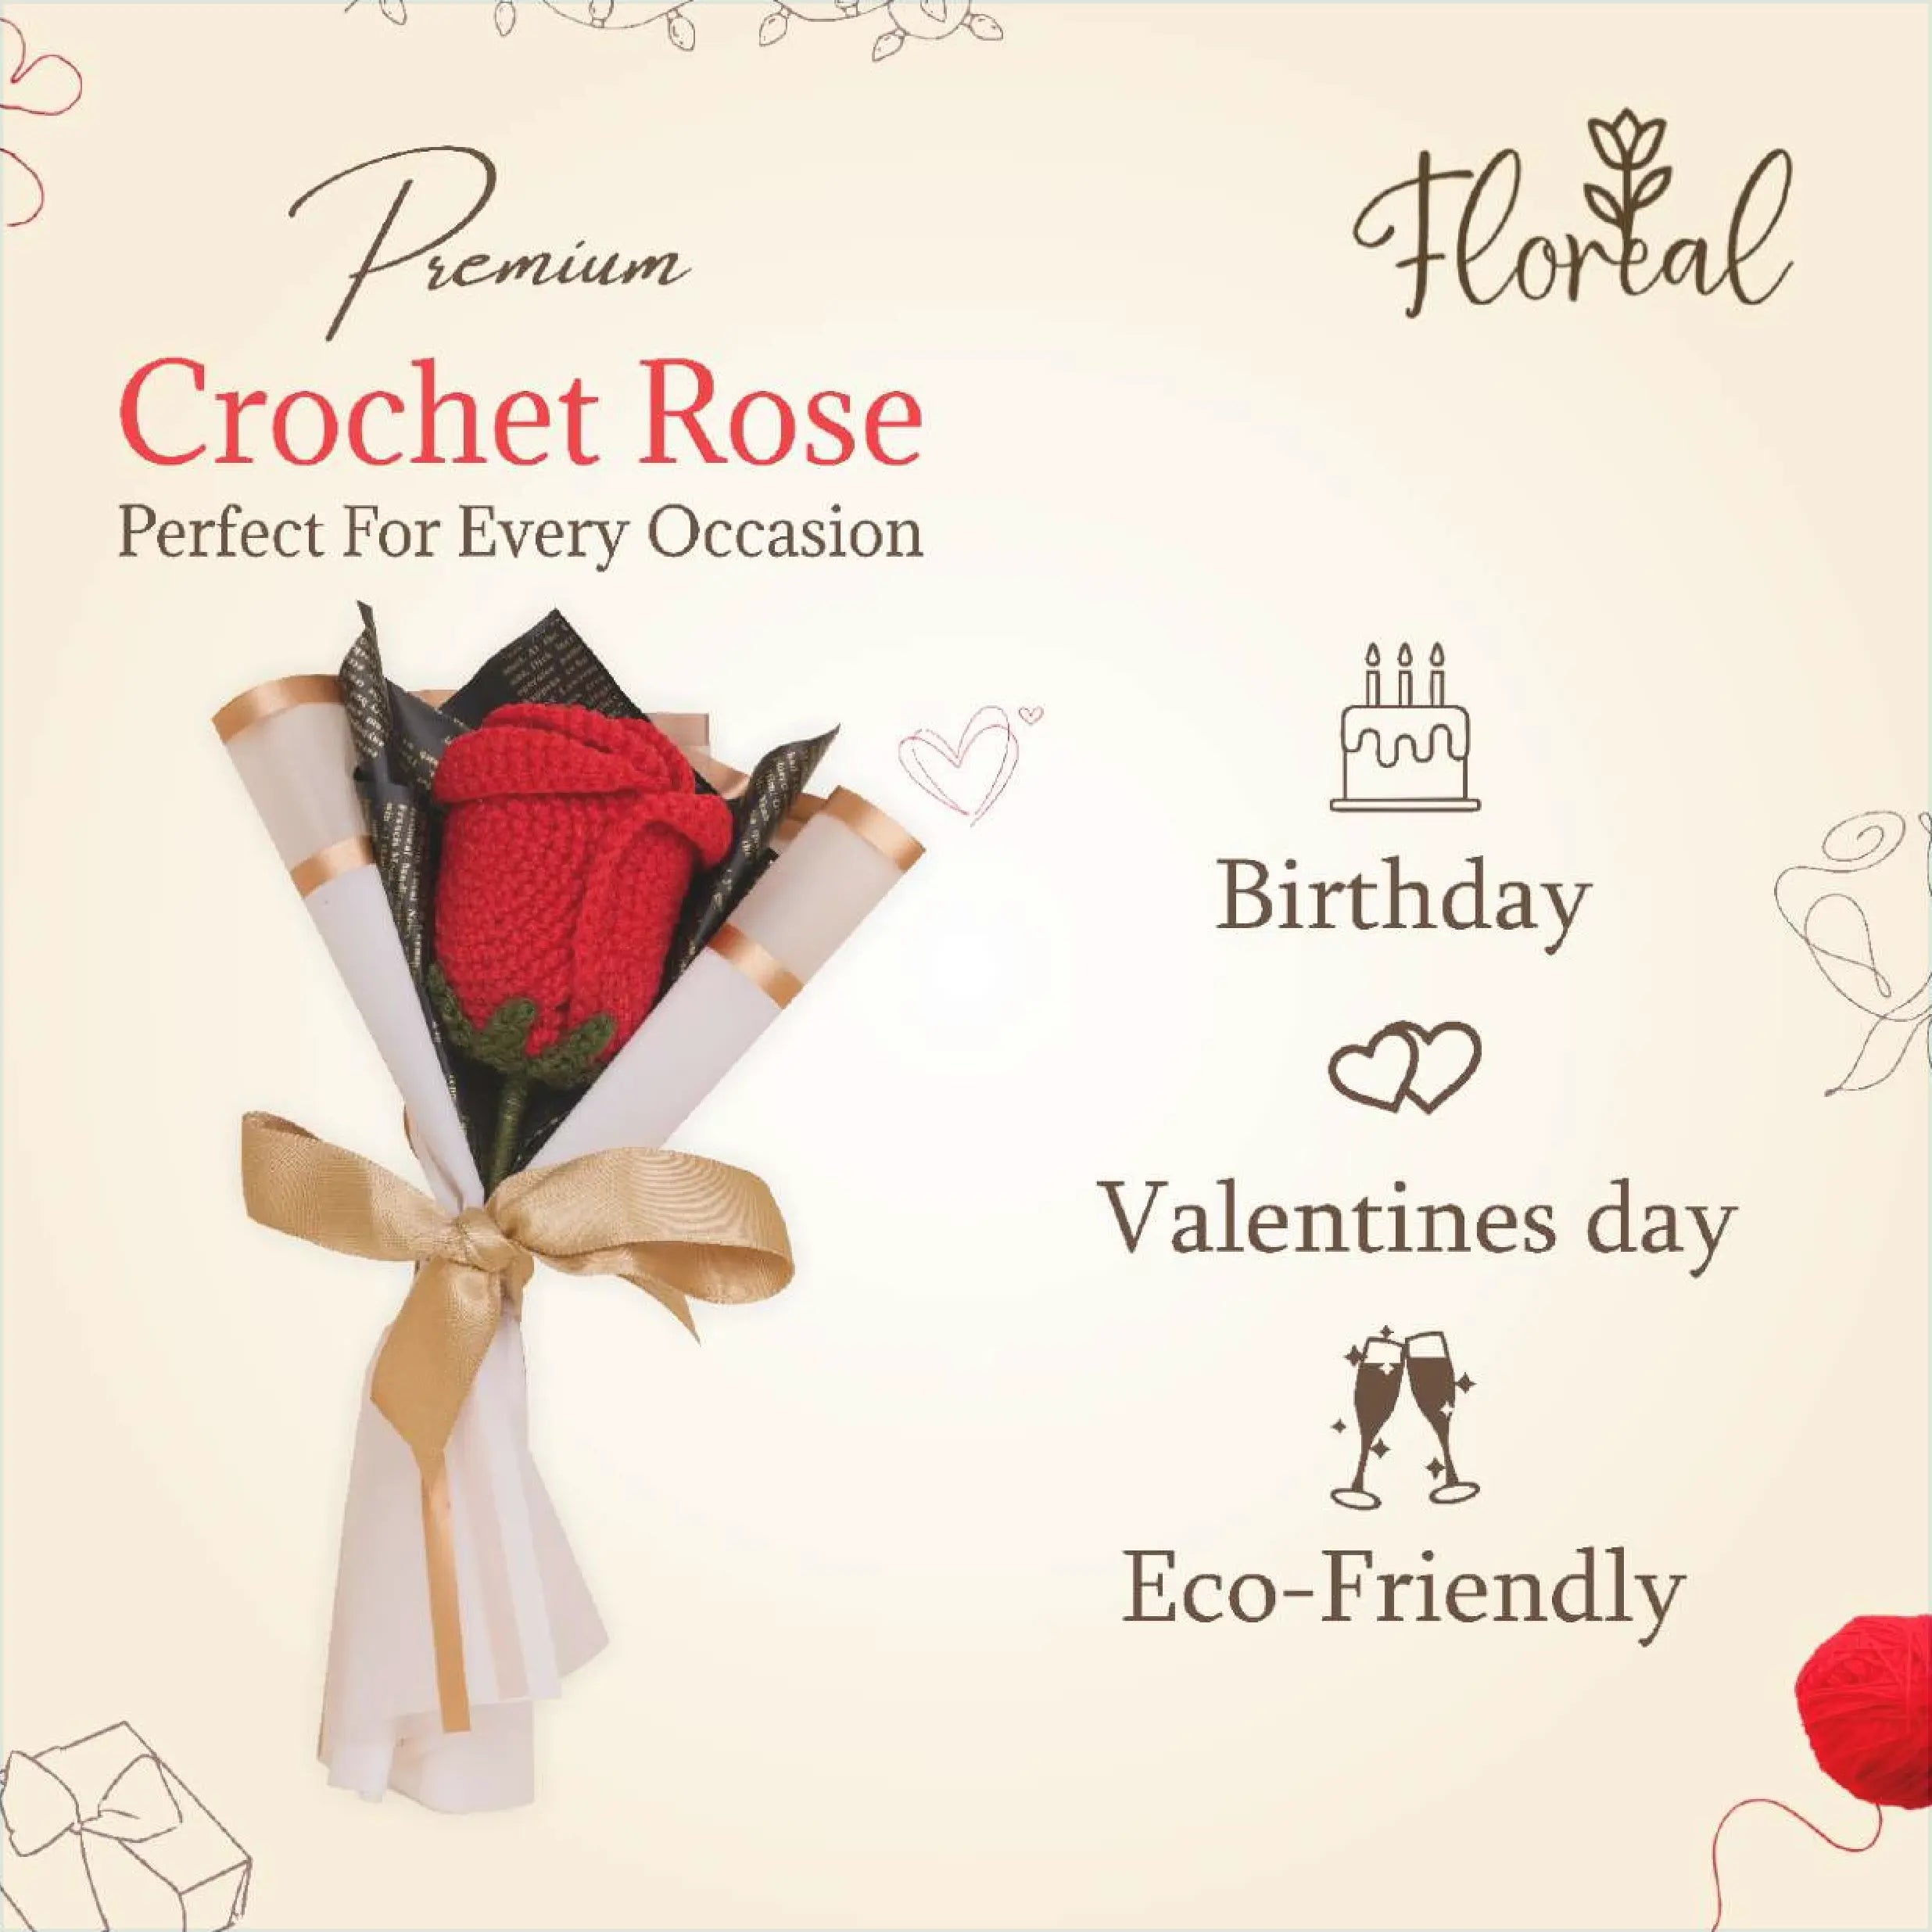 Premium
Floreal
Crochet Rose
Perfect For Every Occasion
Birthday
Valentines day
Eco-Friendly